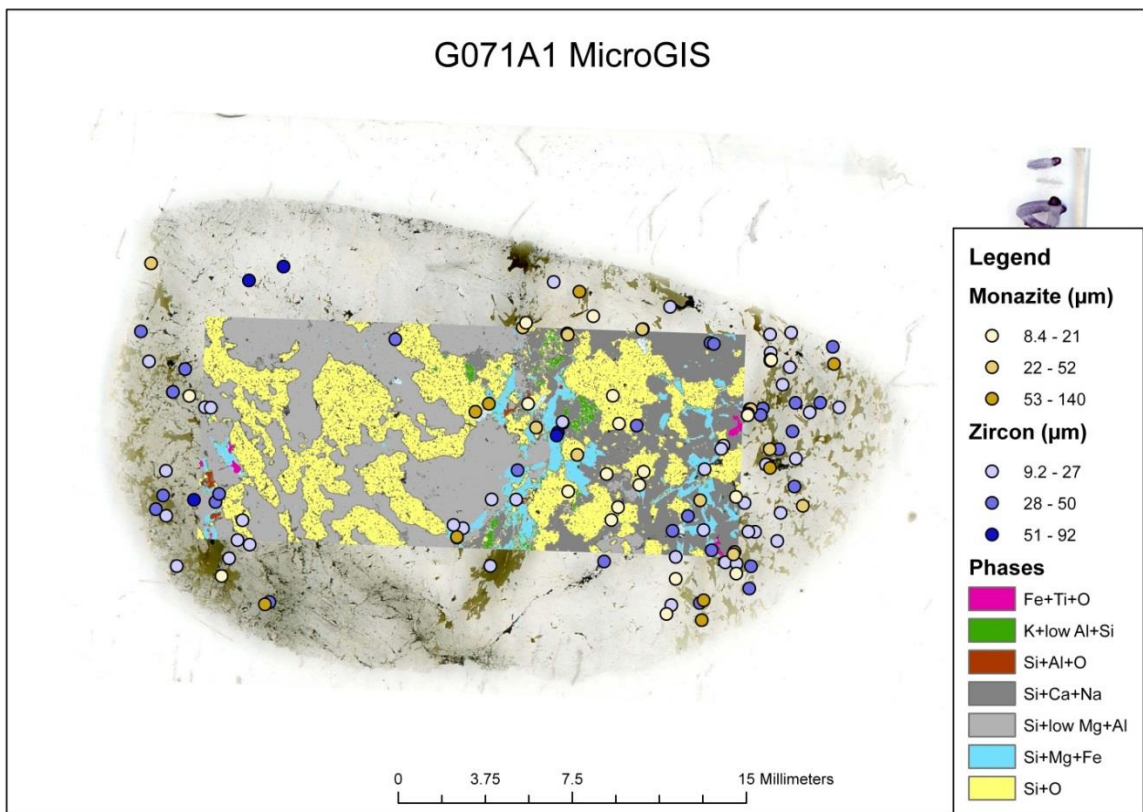 G071A1 MicroGIS
Legend
Monazite (µm)
8.4 - 21
22 - 52
53 - 140
Zircon (µm)
9.2 - 27
28 - 50
51 - 92
Phases
Fe+Ti+O
K+low Al+Si
Si+Al+O
Si+Ca+Na
Si+low Mg+Al
Si+Mg+Fe
Si+O
0 3.75 7.5 15 Millimeters